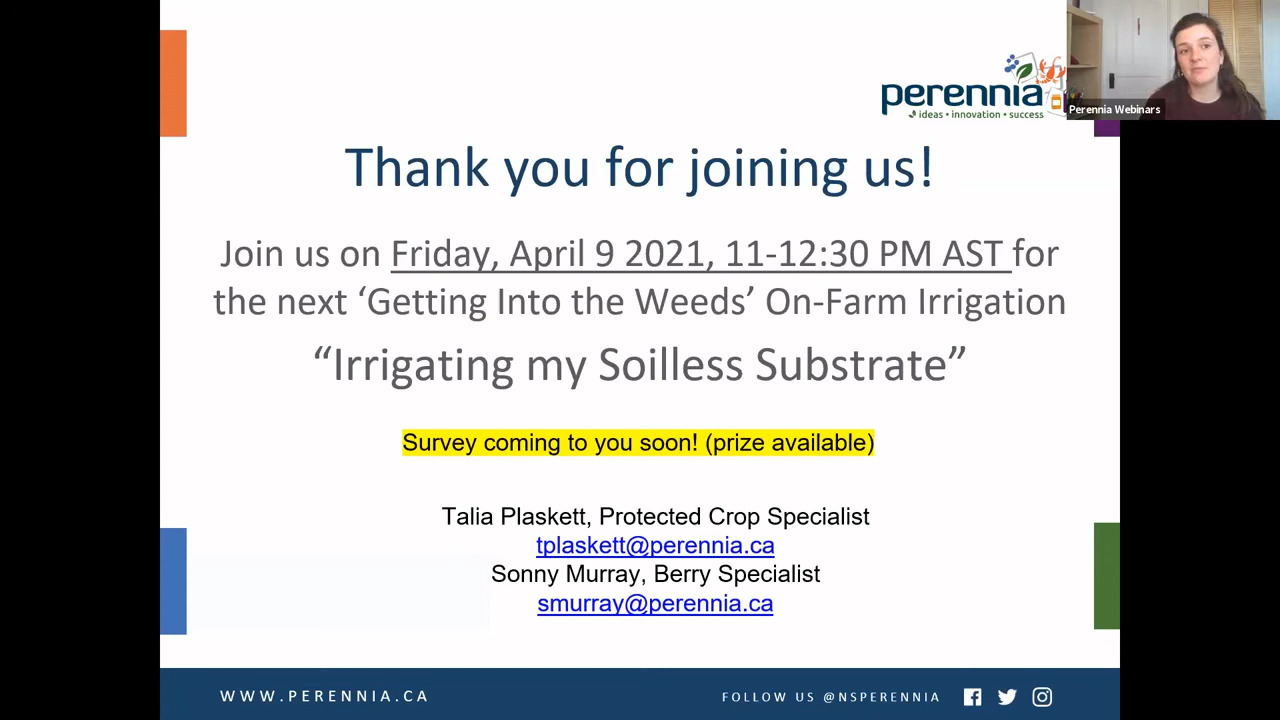 perennia
ideas • innovation • success
Perennia Webinars
Thank you for joining us!
Join us on Friday, April 9 2021, 11-12:30 PM AST for
the next ‘Getting Into the Weeds’ On-Farm Irrigation
“Irrigating my Soilless Substrate”
Survey coming to you soon! (prize available)
Talia Plaskett, Protected Crop Specialist
tplaskett@perennia.ca
Sonny Murray, Berry Specialist
smurray@perennia.ca
WWW.PERENNIA.CA
FOLLOW US @NSPERENNIA